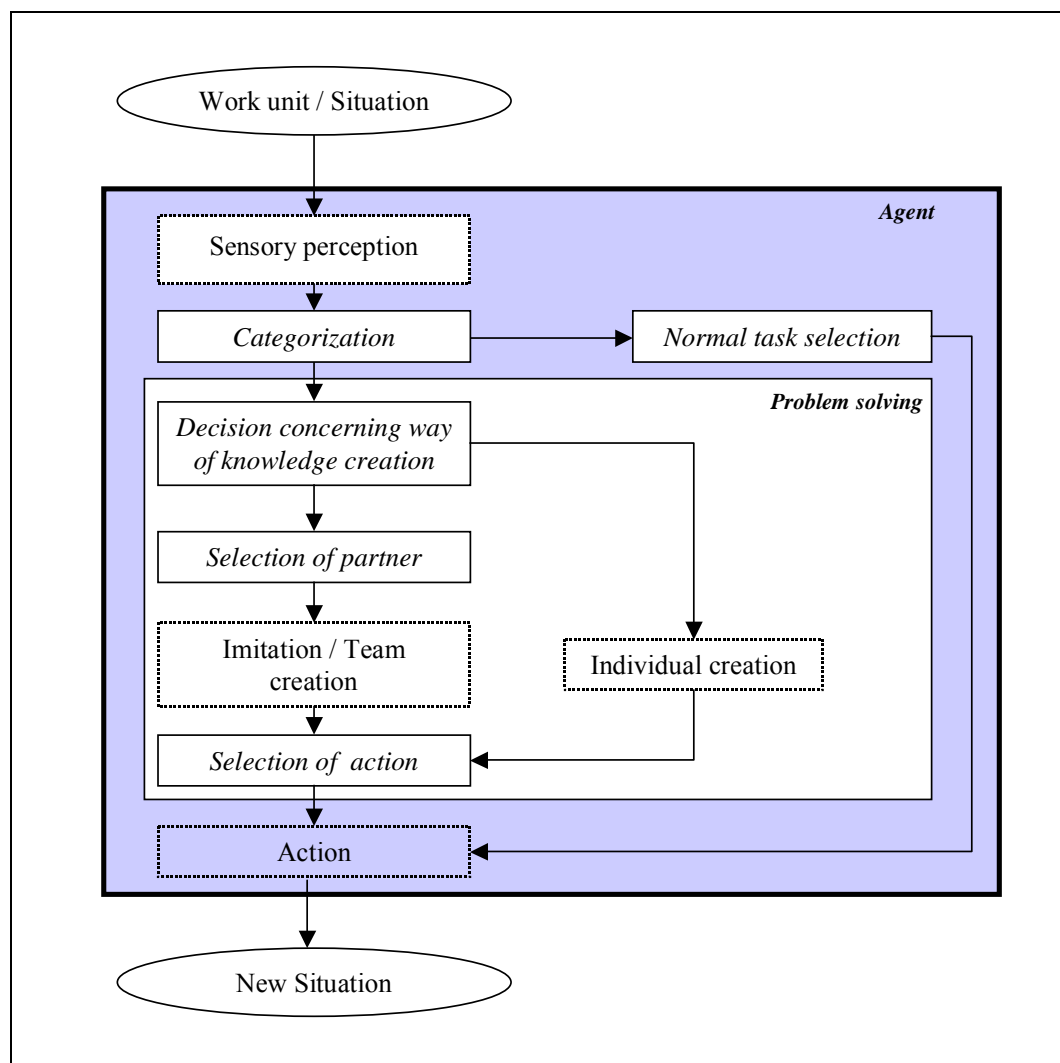 Work unit / Situation
Agent
Sensory perception
Categorization
Normal task selection
Problem solving
Decision concerning way
of knowledge creation
Selection of partner
Imitation / Team
creation
Individual creation
Selection of  action
Action
New Situation